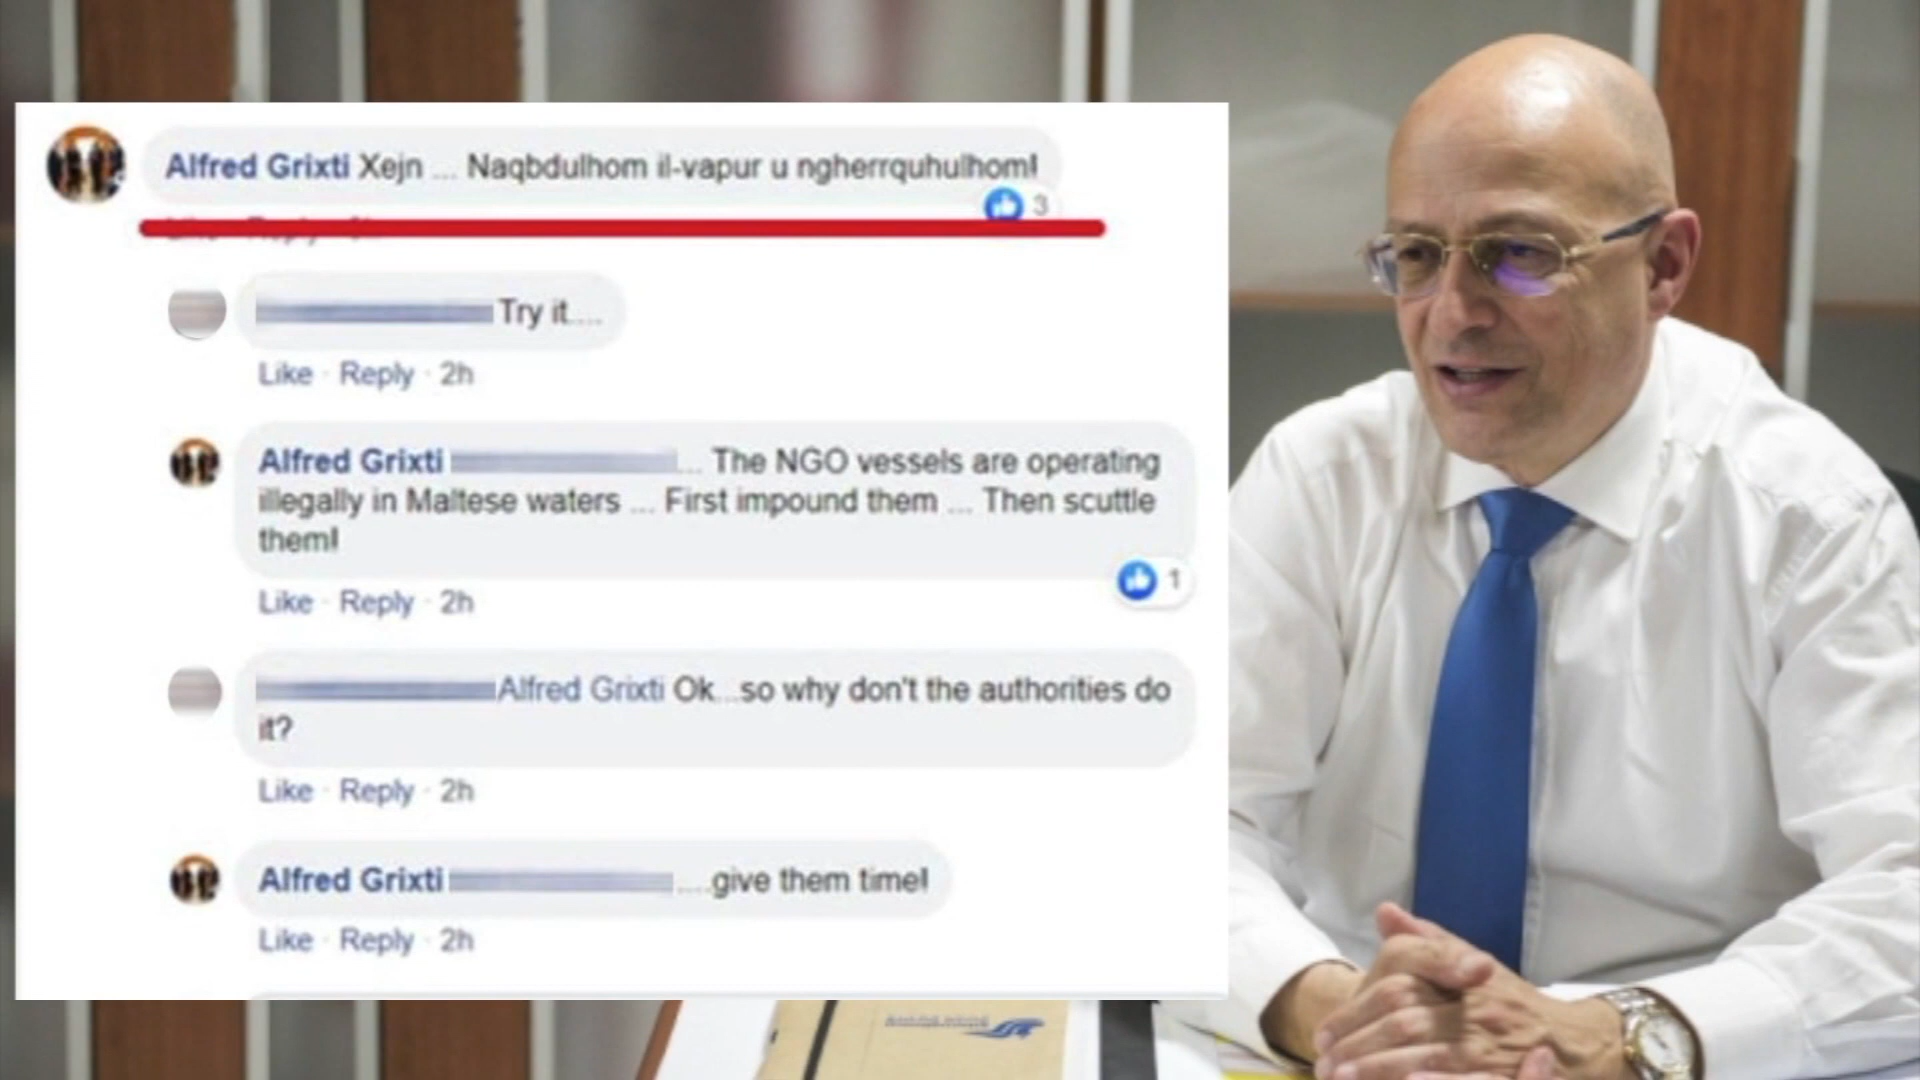 Alfred Grixti Xejn ... Naqbdulhom il-vapur u ngherrquhulhom!
3
Try it....
Like · Reply · 2h
Alfred Grixti ... The NGO vessels are operating
illegally in Maltese waters ... First impound them ... Then scuttle
them!
1
Like · Reply · 2h
Alfred Grixti Ok...so why don't the authorities do
it?
Like · Reply · 2h
Alfred Grixti ....give them time!
Like · Reply · 2h